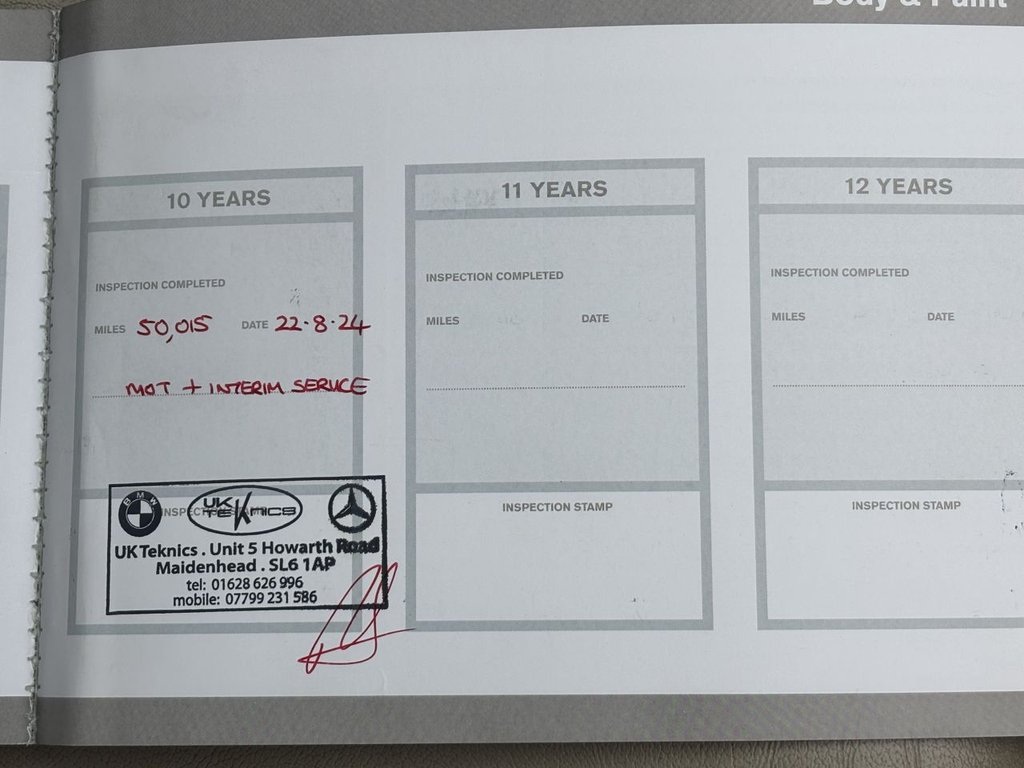 Body & Paint
10 YEARS
INSPECTION COMPLETED
MILES 50,015 DATE 22·8·24
MOT + INTERIM SERVICE
BMW UK TEKNICS
UK Teknics . Unit 5 Howarth Road
Maidenhead . SL6 1AP
tel: 01628 626 996
mobile: 07799 231 586
11 YEARS
INSPECTION COMPLETED
MILES DATE
INSPECTION STAMP
12 YEARS
INSPECTION COMPLETED
MILES DATE
INSPECTION STAMP